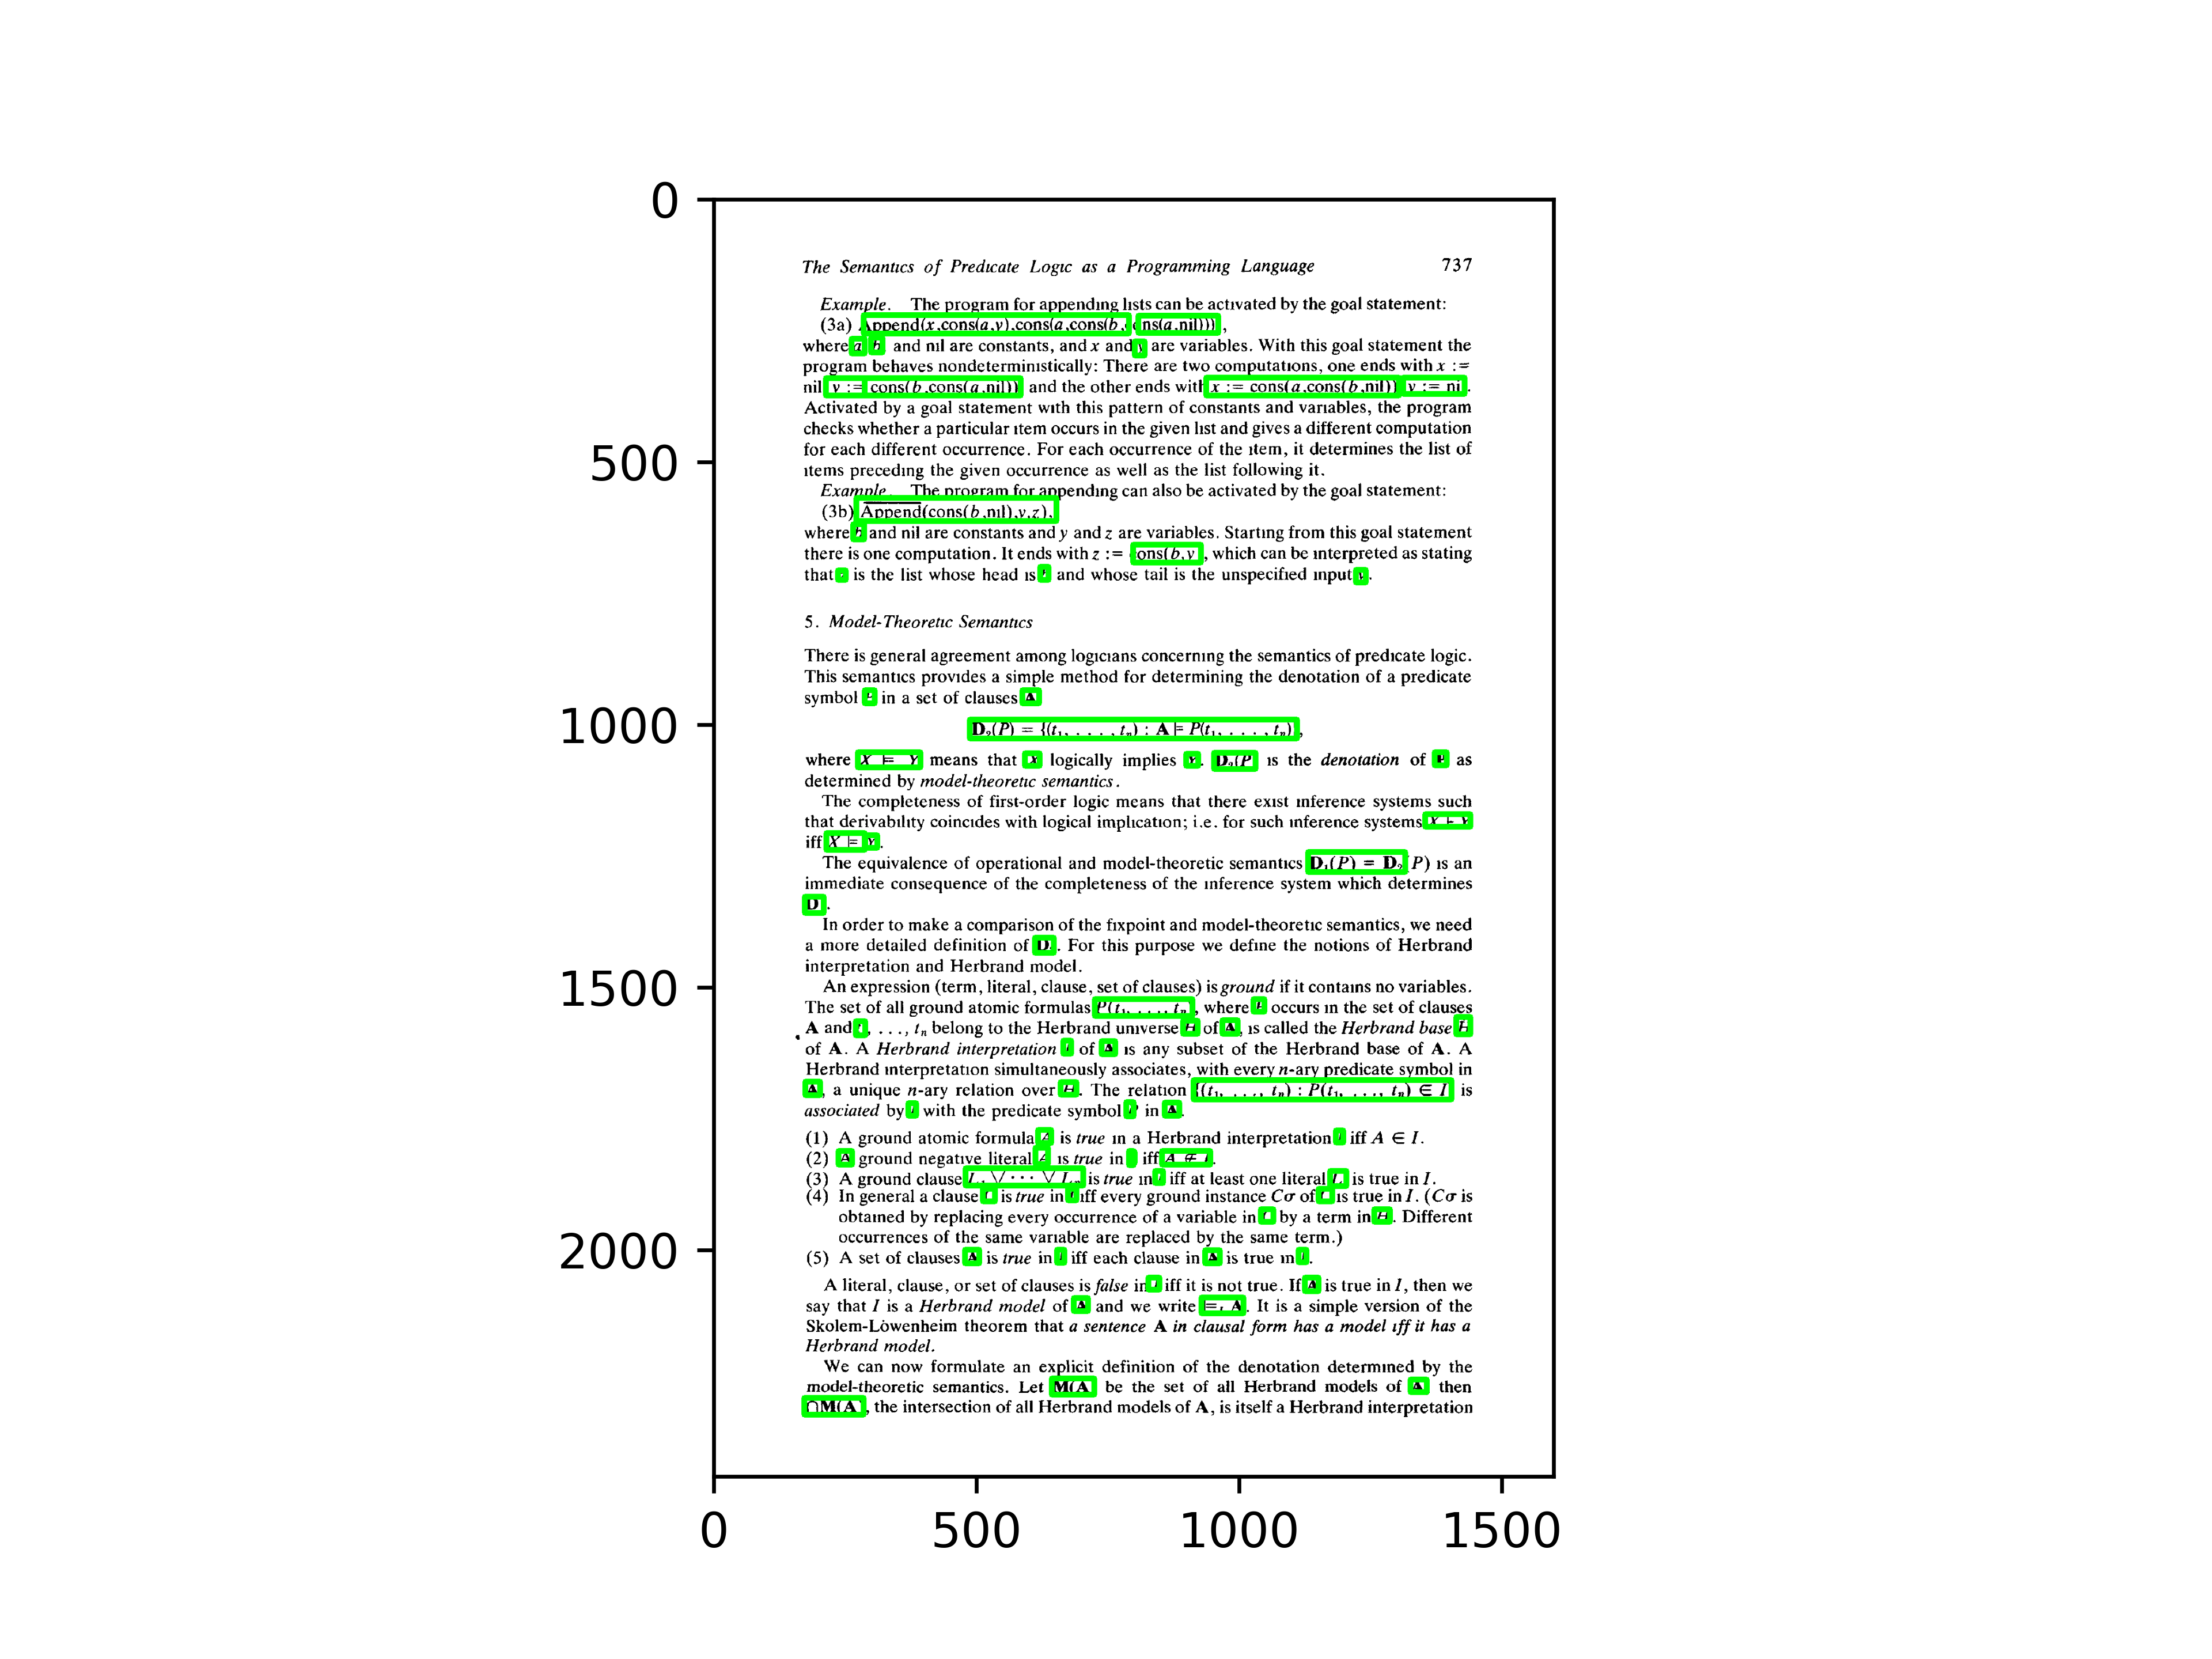 0
500
1000
1500
2000
0 500 1000 1500
The Semantics of Predicate Logic as a Programming Language 737
Example. The program for appending lists can be activated by the goal statement:
(3a) Append(x,cons(a,y),cons(a,cons(b,cons(a,nil)))),
where a b and nil are constants, and x and y are variables. With this goal statement the
program behaves nondeterministically: There are two computations, one ends with x :=
nil y := cons(b,cons(a,nil)) and the other ends with x := cons(a,cons(b,nil)) y := nil.
Activated by a goal statement with this pattern of constants and variables, the program
checks whether a particular item occurs in the given list and gives a different computation
for each different occurrence. For each occurrence of the item, it determines the list of
items preceding the given occurrence as well as the list following it.
Example. The program for appending can also be activated by the goal statement:
(3b) Append(cons(b,nil),y,z),
where b and nil are constants and y and z are variables. Starting from this goal statement
there is one computation. It ends with z := cons(b,y, which can be interpreted as stating
that is the list whose head is and whose tail is the unspecified input y.
5. Model-Theoretic Semantics
There is general agreement among logicians concerning the semantics of predicate logic.
This semantics provides a simple method for determining the denotation of a predicate
symbol P in a set of clauses A
D₂(P) = {(t₁, . . . , tₙ) : A ⊨ P(t₁, . . . , tₙ),
where X ⊨ Y means that X logically implies Y. D₂(P is the denotation of P as
determined by model-theoretic semantics.
The completeness of first-order logic means that there exist inference systems such
that derivability coincides with logical implication; i.e. for such inference systems X ⊢ Y
iff X ⊨ Y.
The equivalence of operational and model-theoretic semantics D₁(P) = D₂(P) is an
immediate consequence of the completeness of the inference system which determines
D.
In order to make a comparison of the fixpoint and model-theoretic semantics, we need
a more detailed definition of D. For this purpose we define the notions of Herbrand
interpretation and Herbrand model.
An expression (term, literal, clause, set of clauses) is ground if it contains no variables.
The set of all ground atomic formulas P(t₁, . . . , tₙ, where P occurs in the set of clauses
A and , . . . , tₙ belong to the Herbrand universe H of A, is called the Herbrand base H
of A. A Herbrand interpretation I of A is any subset of the Herbrand base of A. A
Herbrand interpretation simultaneously associates, with every n-ary predicate symbol in
A, a unique n-ary relation over H. The relation {(t₁, . . . , tₙ) : P(t₁, . . . , tₙ) ∈ I is
associated by I with the predicate symbol P in A.
(1) A ground atomic formula A is true in a Herbrand interpretation I iff A ∈ I.
(2) A ground negative literal A is true in iff A ∉ I.
(3) A ground clause L₁ ∨ ··· ∨ L is true in I iff at least one literal L is true in I.
(4) In general a clause C is true in I iff every ground instance Cσ of C is true in I. (Cσ is
obtained by replacing every occurrence of a variable in C by a term in H. Different
occurrences of the same variable are replaced by the same term.)
(5) A set of clauses A is true in I iff each clause in A is true in I.
A literal, clause, or set of clauses is false in I iff it is not true. If A is true in I, then we
say that I is a Herbrand model of A and we write ⊨ A. It is a simple version of the
Skolem-Löwenheim theorem that a sentence A in clausal form has a model iff it has a
Herbrand model.
We can now formulate an explicit definition of the denotation determined by the
model-theoretic semantics. Let M(A be the set of all Herbrand models of A then
∩M(A, the intersection of all Herbrand models of A, is itself a Herbrand interpretation